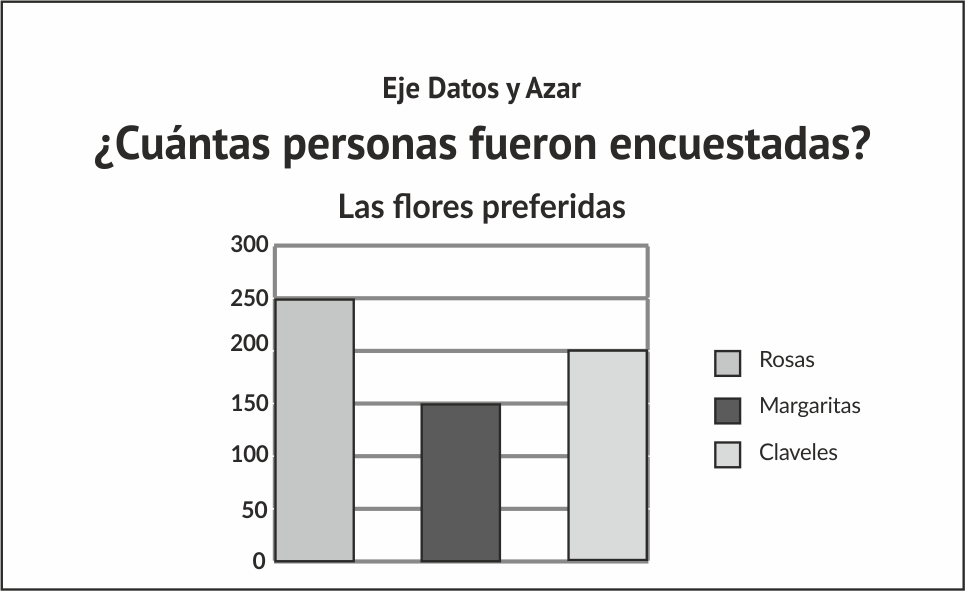 Eje Datos y Azar
¿Cuántas personas fueron encuestadas?
Las flores preferidas
300
250
200
150
100
50
0
Rosas
Margaritas
Claveles